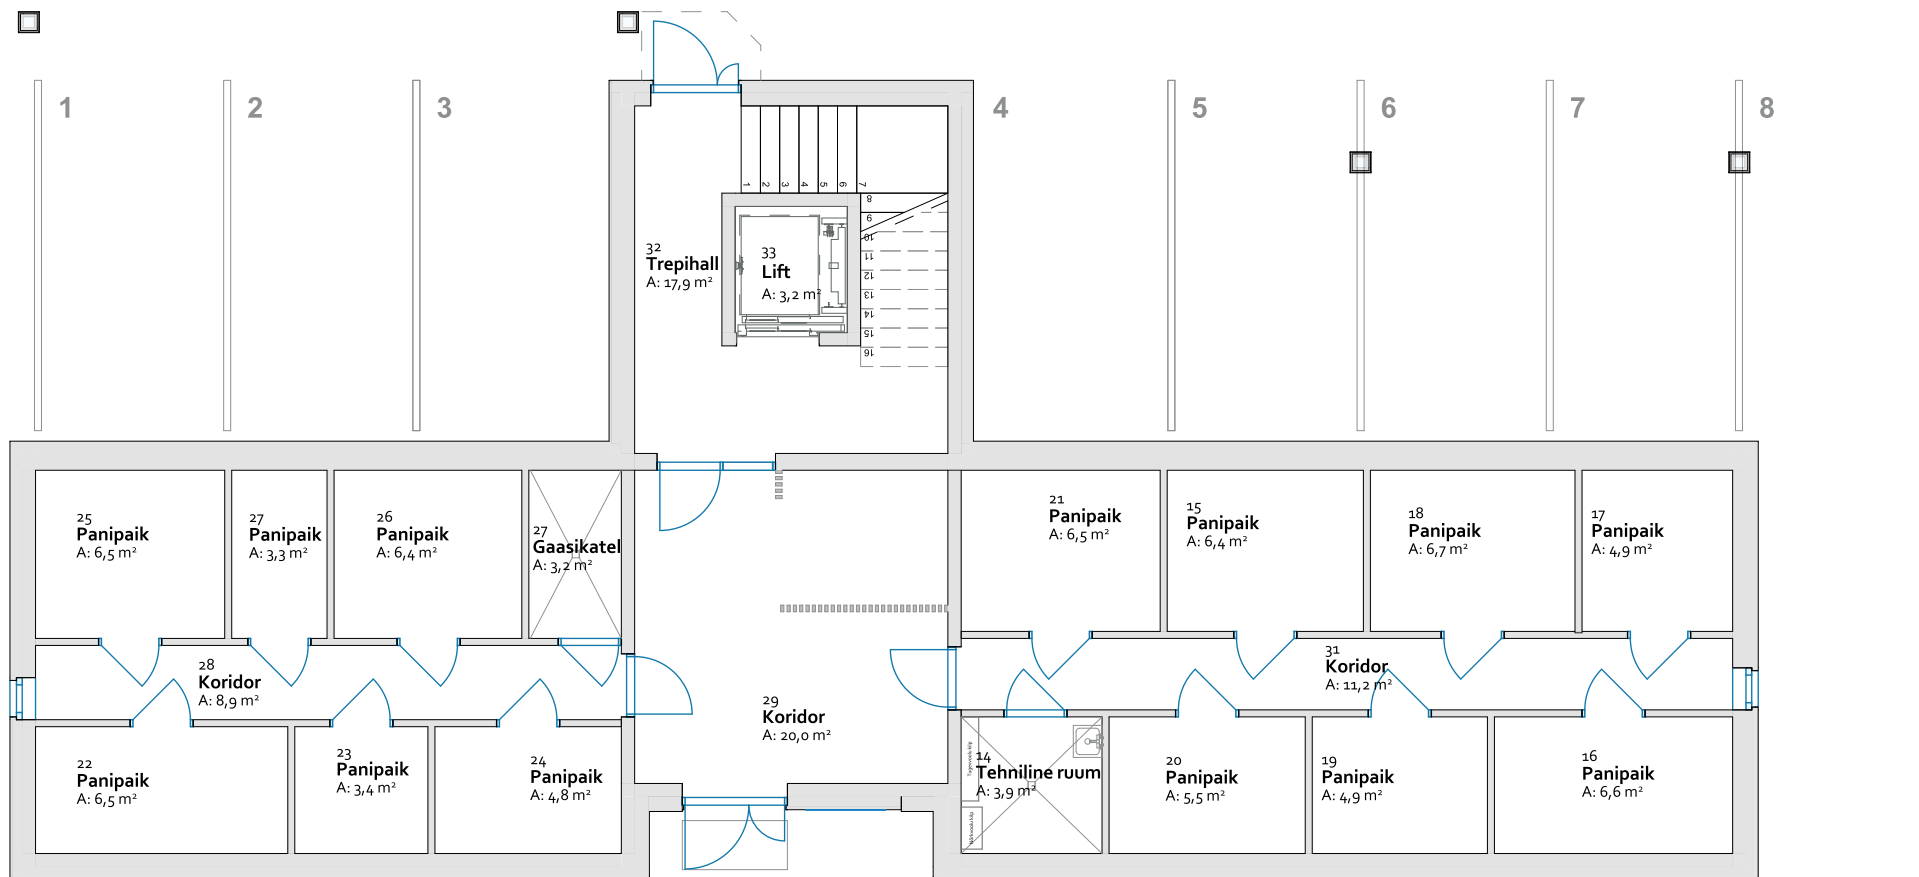 1
2
3
4
5
6
7
8
1
2
3
4
5
6
7
8
9
10
11
12
13
14
15
16
32
Trepihall
A: 17,9 m²
33
Lift
A: 3,2 m²
25
Panipaik
A: 6,5 m²
27
Panipaik
A: 3,3 m²
26
Panipaik
A: 6,4 m²
27
Gaasikatel
A: 3,2 m²
21
Panipaik
A: 6,5 m²
15
Panipaik
A: 6,4 m²
18
Panipaik
A: 6,7 m²
17
Panipaik
A: 4,9 m²
28
Koridor
A: 8,9 m²
29
Koridor
A: 20,0 m²
31
Koridor
A: 11,2 m²
22
Panipaik
A: 6,5 m²
23
Panipaik
A: 3,4 m²
24
Panipaik
A: 4,8 m²
14
Tehniline ruum
A: 3,9 m²
20
Panipaik
A: 5,5 m²
19
Panipaik
A: 4,9 m²
16
Panipaik
A: 6,6 m²